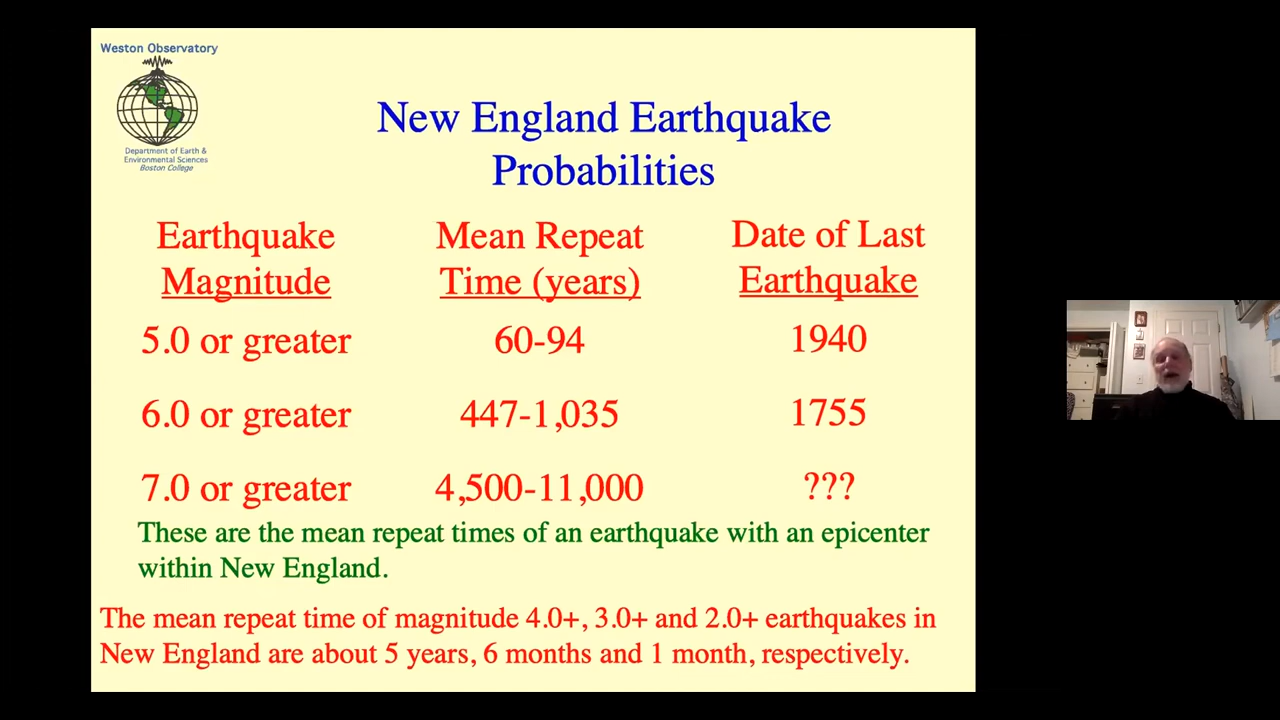 Weston Observatory
Department of Earth &
Environmental Sciences
Boston College
New England Earthquake
Probabilities
Earthquake Mean Repeat Date of Last
Magnitude Time (years) Earthquake
5.0 or greater 60-94 1940
6.0 or greater 447-1,035 1755
7.0 or greater 4,500-11,000 ???
These are the mean repeat times of an earthquake with an epicenter
within New England.
The mean repeat time of magnitude 4.0+, 3.0+ and 2.0+ earthquakes in
New England are about 5 years, 6 months and 1 month, respectively.